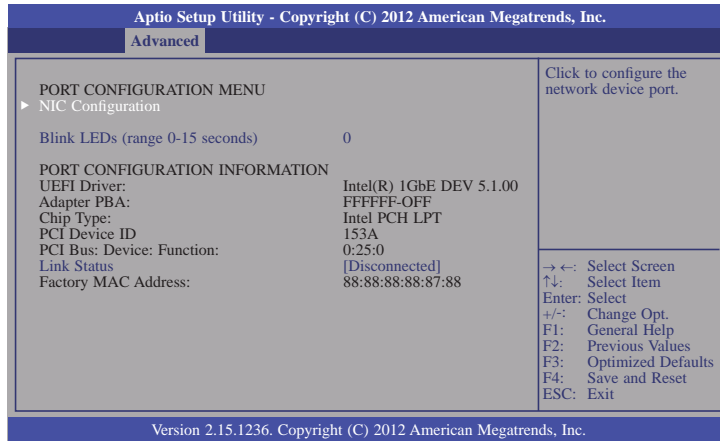 Aptio Setup Utility - Copyright (C) 2012 American Megatrends, Inc.
Advanced
PORT CONFIGURATION MENU
► NIC Configuration
Blink LEDs (range 0-15 seconds) 0
PORT CONFIGURATION INFORMATION
UEFI Driver: Intel(R) 1GbE DEV 5.1.00
Adapter PBA: FFFFFF-OFF
Chip Type: Intel PCH LPT
PCI Device ID 153A
PCI Bus: Device: Function: 0:25:0
Link Status [Disconnected]
Factory MAC Address: 88:88:88:88:87:88
Click to configure the
network device port.
→ ←: Select Screen
↑↓: Select Item
Enter: Select
+/-: Change Opt.
F1: General Help
F2: Previous Values
F3: Optimized Defaults
F4: Save and Reset
ESC: Exit
Version 2.15.1236. Copyright (C) 2012 American Megatrends, Inc.